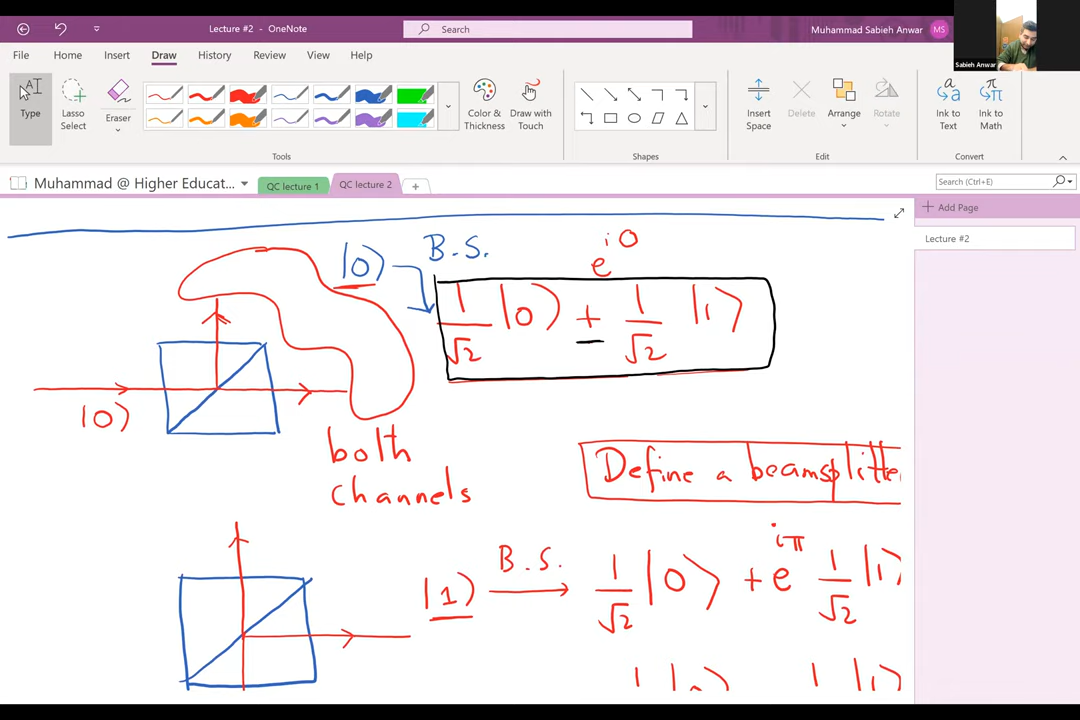 Lecture #2 - OneNote
Search
Muhammad Sabieh Anwar
MS
Sabieh Anwar
File
Home
Insert
Draw
History
Review
View
Help
Type
Lasso Select
Eraser
Color & Thickness
Draw with Touch
Insert Space
Delete
Arrange
Rotate
Ink to Text
Ink to Math
Tools
Shapes
Edit
Convert
Muhammad @ Higher Educat...
QC lecture 1
QC lecture 2
Search (Ctrl+E)
Add Page
Lecture #2
|0⟩ B.S.
e^{i0}
1/√2 |0⟩ + 1/√2 |1⟩
|0⟩
both
channels
Define a beamsplitte
|1⟩ B.S. → 1/√2 |0⟩ + e^{iπ} 1/√2 |1⟩